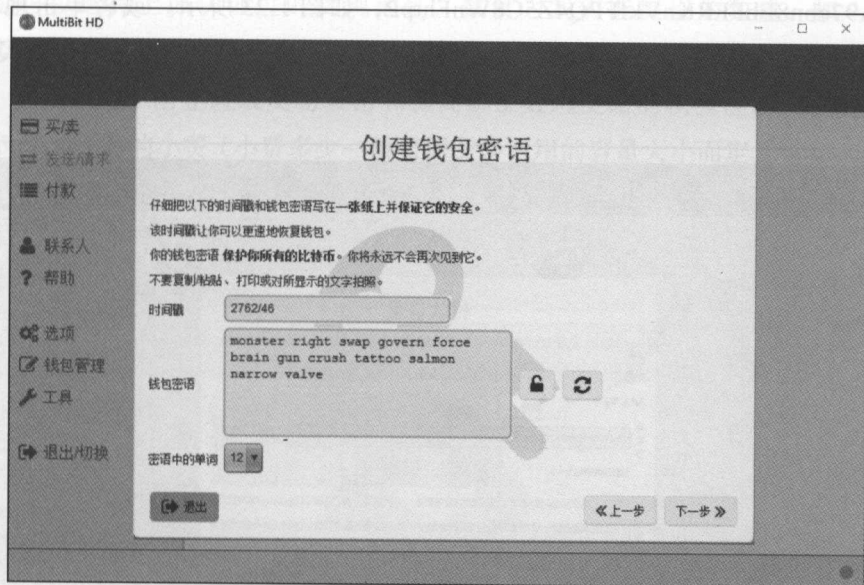 MultiBit HD
买/卖
发送/请求
付款
联系人
帮助
选项
钱包管理
工具
退出/切换
创建钱包密语
仔细把以下的时间戳和钱包密语写在一张纸上并保证它的安全。
该时间戳让你可以更速地恢复钱包。
你的钱包密语 保护你所有的比特币。你将永远不会再次见到它。
不要复制/粘贴、打印或对所显示的文字拍照。
时间戳 2762/46
钱包密语
monster right swap govern force
brain gun crush tattoo salmon
narrow valve
密语中的单词 12
退出
《上一步
下一步》